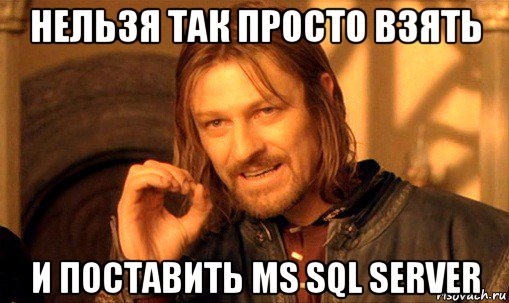 НЕЛЬЗЯ ТАК ПРОСТО ВЗЯТЬ
И ПОСТАВИТЬ MS SQL SERVER
risovach.ru